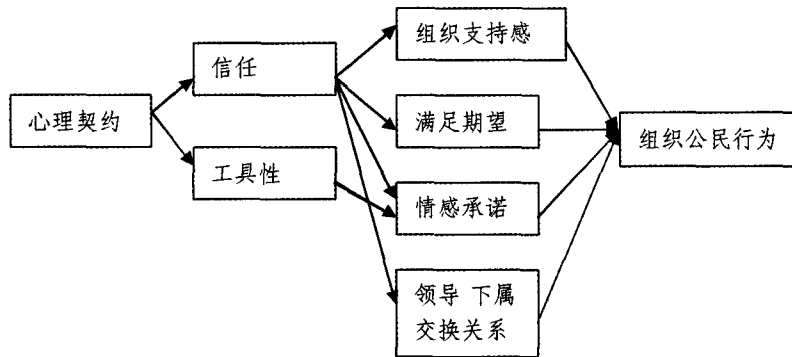 组织支持感
信任
心理契约
满足期望
组织公民行为
工具性
情感承诺
领导 下属
交换关系